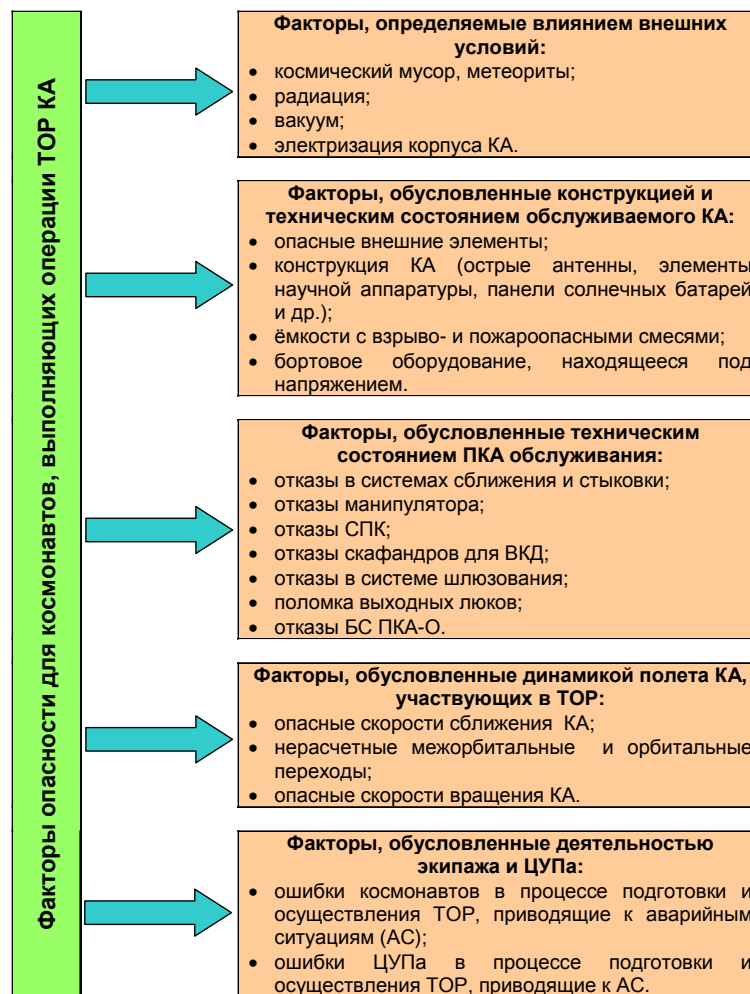 Факторы опасности для космонавтов, выполняющих операции ТОР КА
Факторы, определяемые влиянием внешних
условий:
• космический мусор, метеориты;
• радиация;
• вакуум;
• электризация корпуса КА.
Факторы, обусловленные конструкцией и
техническим состоянием обслуживаемого КА:
• опасные внешние элементы;
• конструкция КА (острые антенны, элементы
научной аппаратуры, панели солнечных батарей
и др.);
• ёмкости с взрыво- и пожароопасными смесями;
• бортовое оборудование, находящееся под
напряжением.
Факторы, обусловленные техническим
состоянием ПКА обслуживания:
• отказы в системах сближения и стыковки;
• отказы манипулятора;
• отказы СПК;
• отказы скафандров для ВКД;
• отказы в системе шлюзования;
• поломка выходных люков;
• отказы БС ПКА-О.
Факторы, обусловленные динамикой полета КА,
участвующих в ТОР:
• опасные скорости сближения КА;
• нерасчетные межорбитальные и орбитальные
переходы;
• опасные скорости вращения КА.
Факторы, обусловленные деятельностью
экипажа и ЦУПа:
• ошибки космонавтов в процессе подготовки и
осуществления ТОР, приводящие к аварийным
ситуациям (АС);
• ошибки ЦУПа в процессе подготовки и
осуществления ТОР, приводящие к АС.